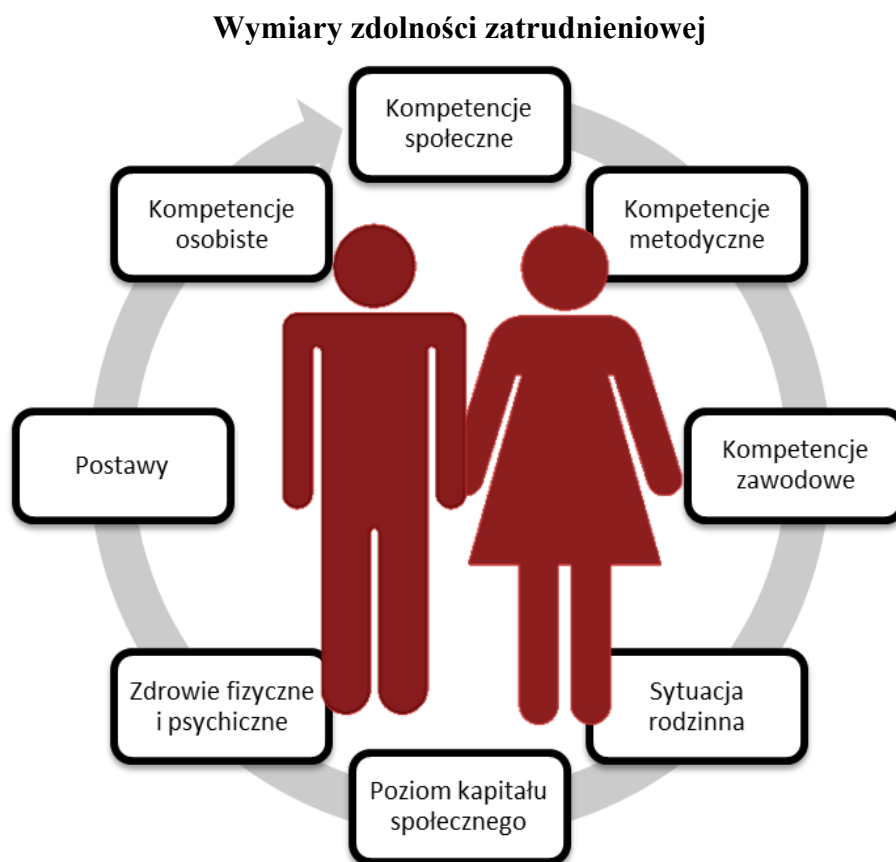 Wymiary zdolności zatrudnieniowej
Kompetencje
społeczne
Kompetencje
metodyczne
Kompetencje
zawodowe
Sytuacja
rodzinna
Poziom kapitału
społecznego
Zdrowie fizyczne
i psychiczne
Postawy
Kompetencje
osobiste